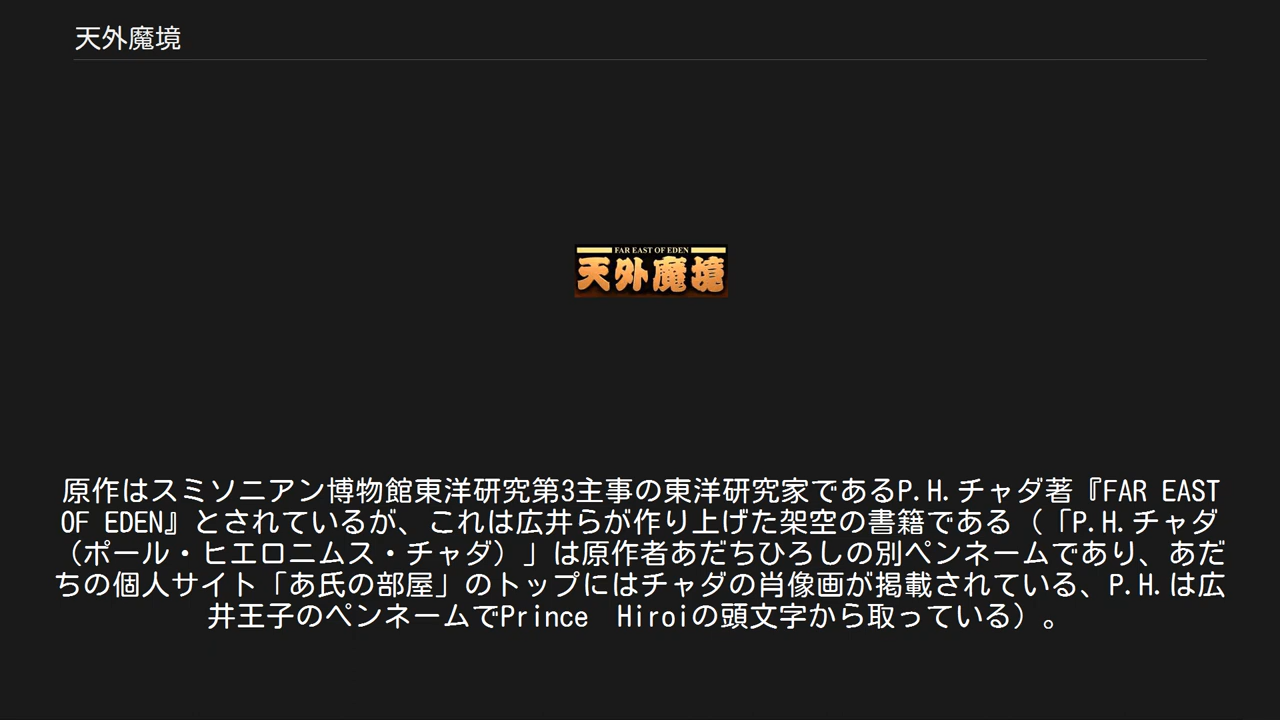 天外魔境
FAR EAST OF EDEN
天外魔境
原作はスミソニアン博物館東洋研究第3主事の東洋研究家であるP.H.チャダ著『FAR EAST
OF EDEN』とされているが、これは広井らが作り上げた架空の書籍である（「P.H.チャダ
（ポール・ヒエロニムス・チャダ）」は原作者あだちひろしの別ペンネームであり、あだ
ちの個人サイト「あ氏の部屋」のトップにはチャダの肖像画が掲載されている、P.H.は広
井王子のペンネームでPrince　Hiroiの頭文字から取っている）。